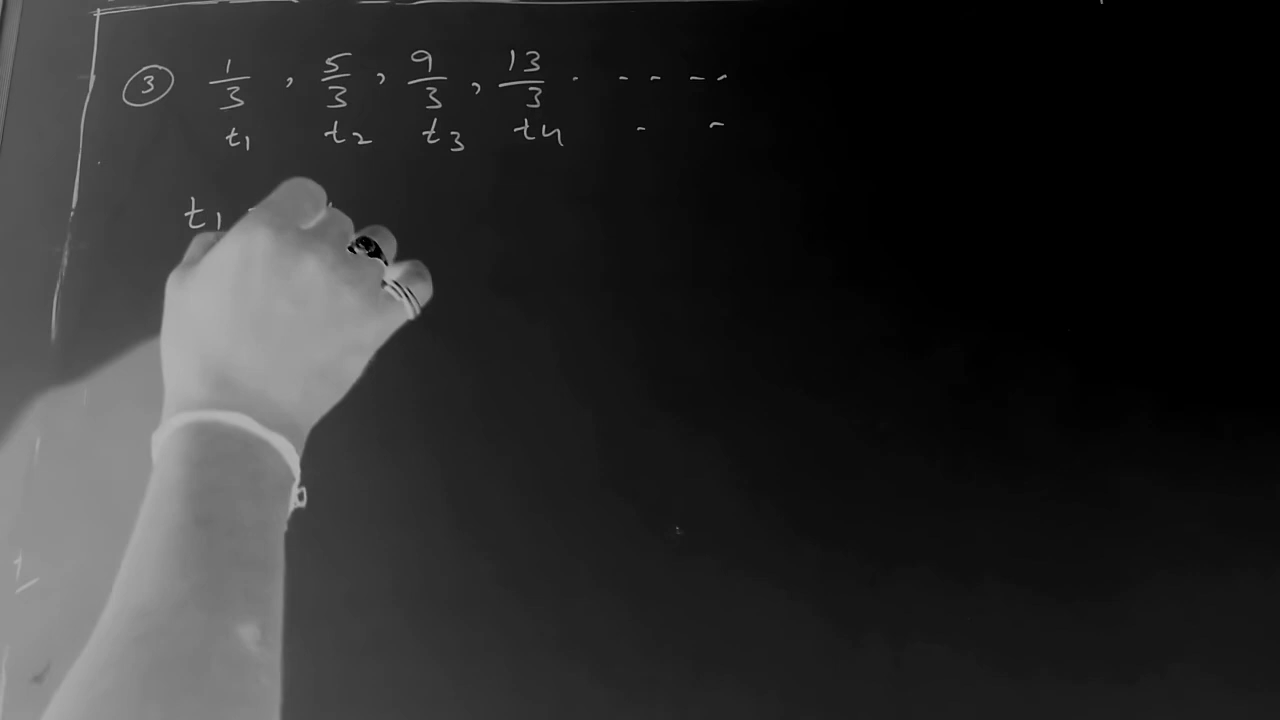 ③ 1/3 , 5/3 , 9/3 , 13/3 . - - - -
t₁ t₂ t₃ t₄ - -
t₁